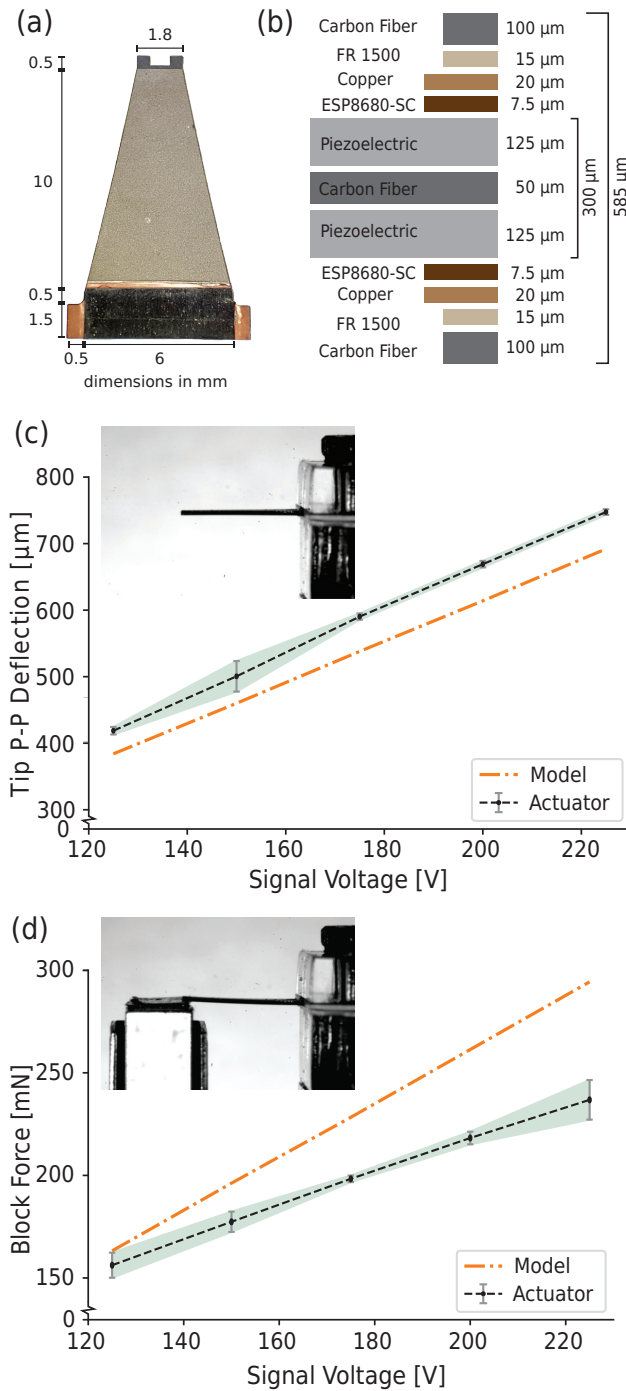 (a)
1.8
0.5
10
0.5
1.5
0.5
6
dimensions in mm
(b)
Carbon Fiber 100 µm
FR 1500 15 µm
Copper 20 µm
ESP8680-SC 7.5 µm
Piezoelectric 125 µm
Carbon Fiber 50 µm
Piezoelectric 125 µm
ESP8680-SC 7.5 µm
Copper 20 µm
FR 1500 15 µm
Carbon Fiber 100 µm
300 µm
585 µm
(c)
Tip P-P Deflection [µm]
800
700
600
500
400
300
0
120 140 160 180 200 220
Signal Voltage [V]
Model
Actuator
(d)
Block Force [mN]
300
250
200
150
0
120 140 160 180 200 220
Signal Voltage [V]
Model
Actuator